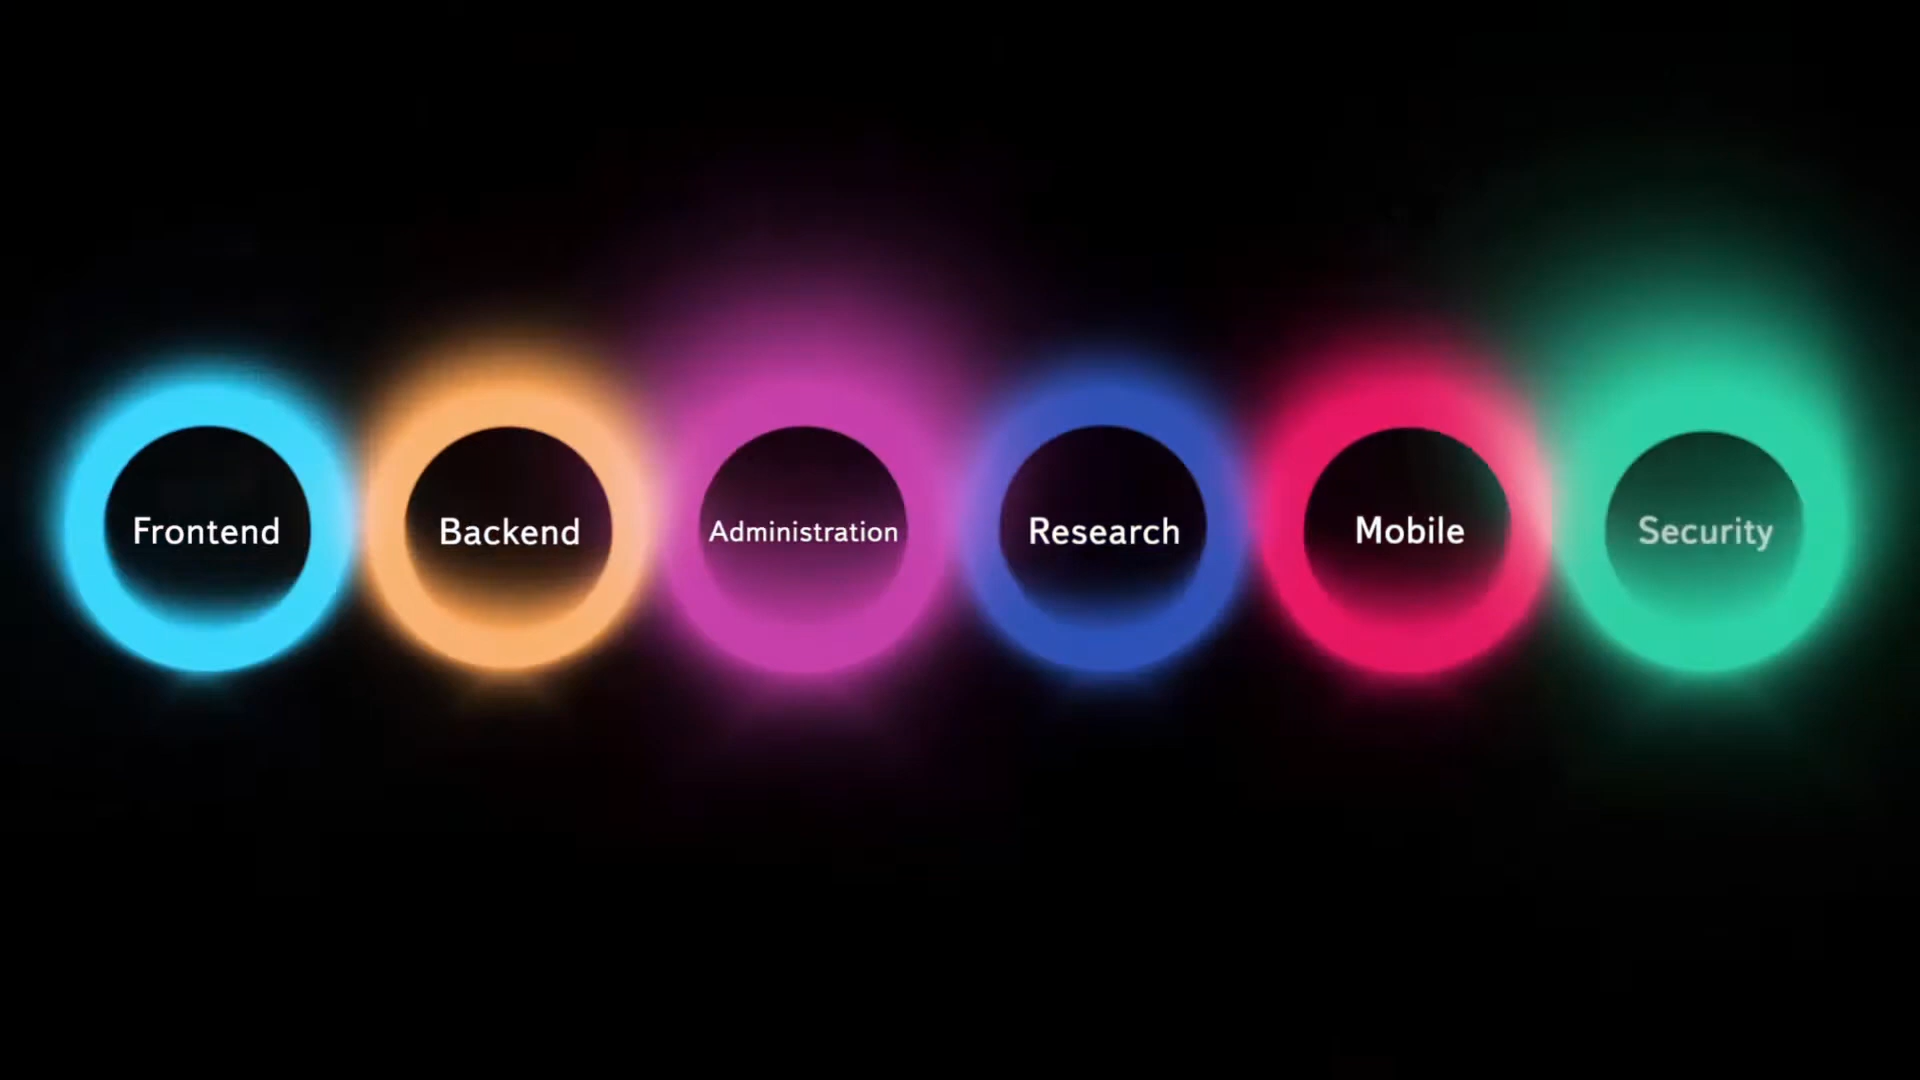 Frontend
Backend
Administration
Research
Mobile
Security